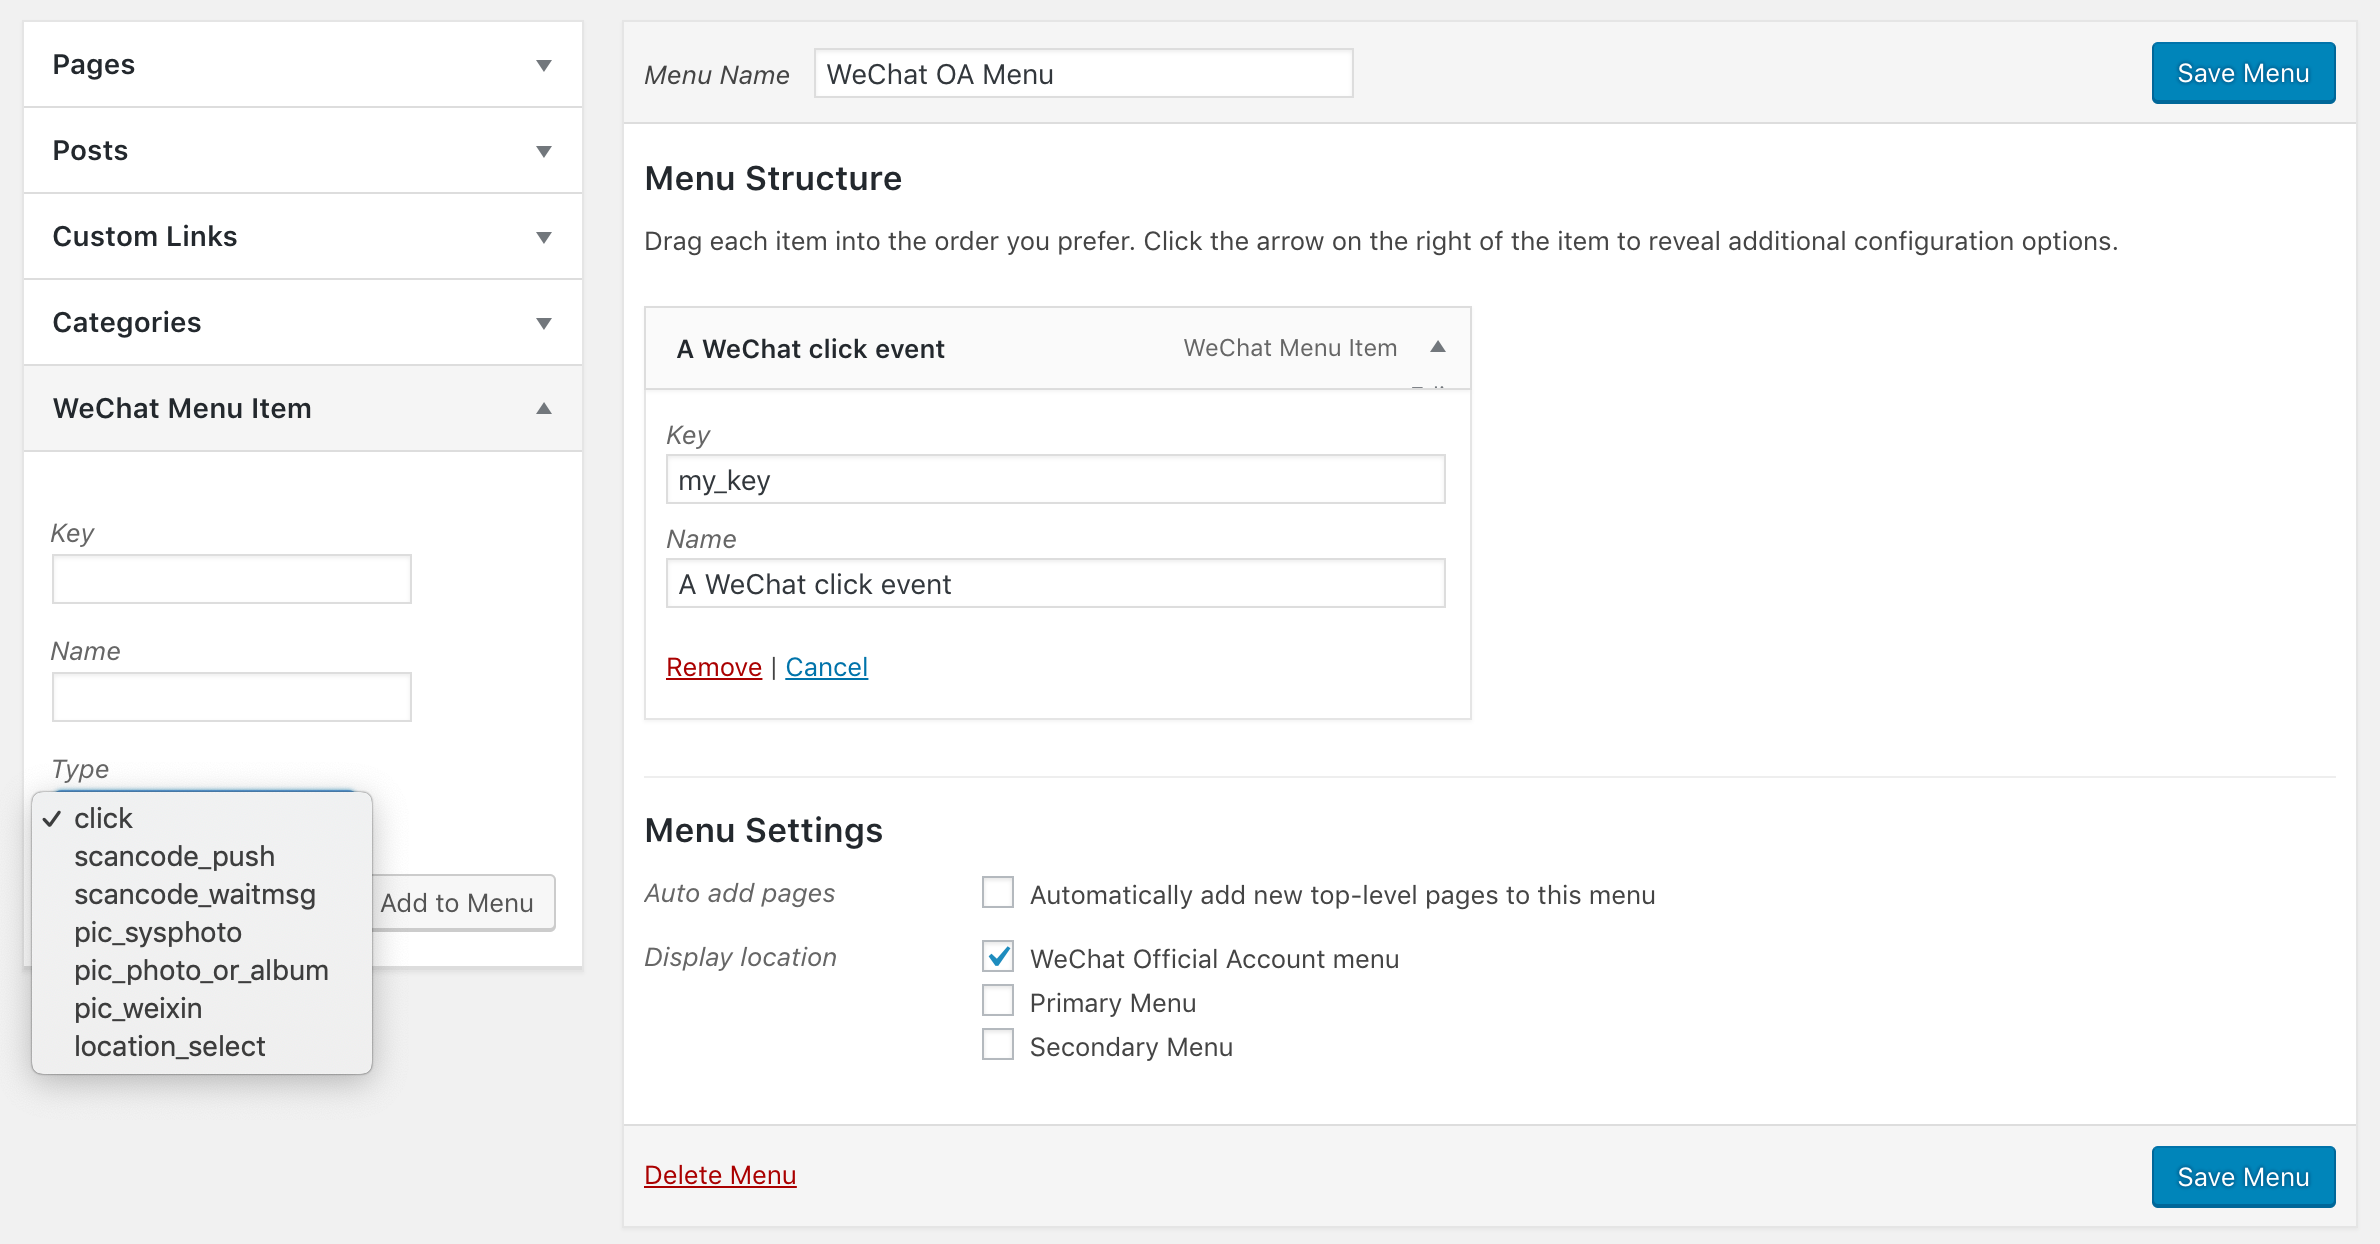 Pages
Posts
Custom Links
Categories
WeChat Menu Item
Key
Name
Type
click
scancode_push
scancode_waitmsg
pic_sysphoto
pic_photo_or_album
pic_weixin
location_select
Add to Menu
Menu Name WeChat OA Menu Save Menu
Menu Structure
Drag each item into the order you prefer. Click the arrow on the right of the item to reveal additional configuration options.
A WeChat click event WeChat Menu Item
Key
my_key
Name
A WeChat click event
Remove | Cancel
Menu Settings
Auto add pages Automatically add new top-level pages to this menu
Display location WeChat Official Account menu
Primary Menu
Secondary Menu
Delete Menu Save Menu